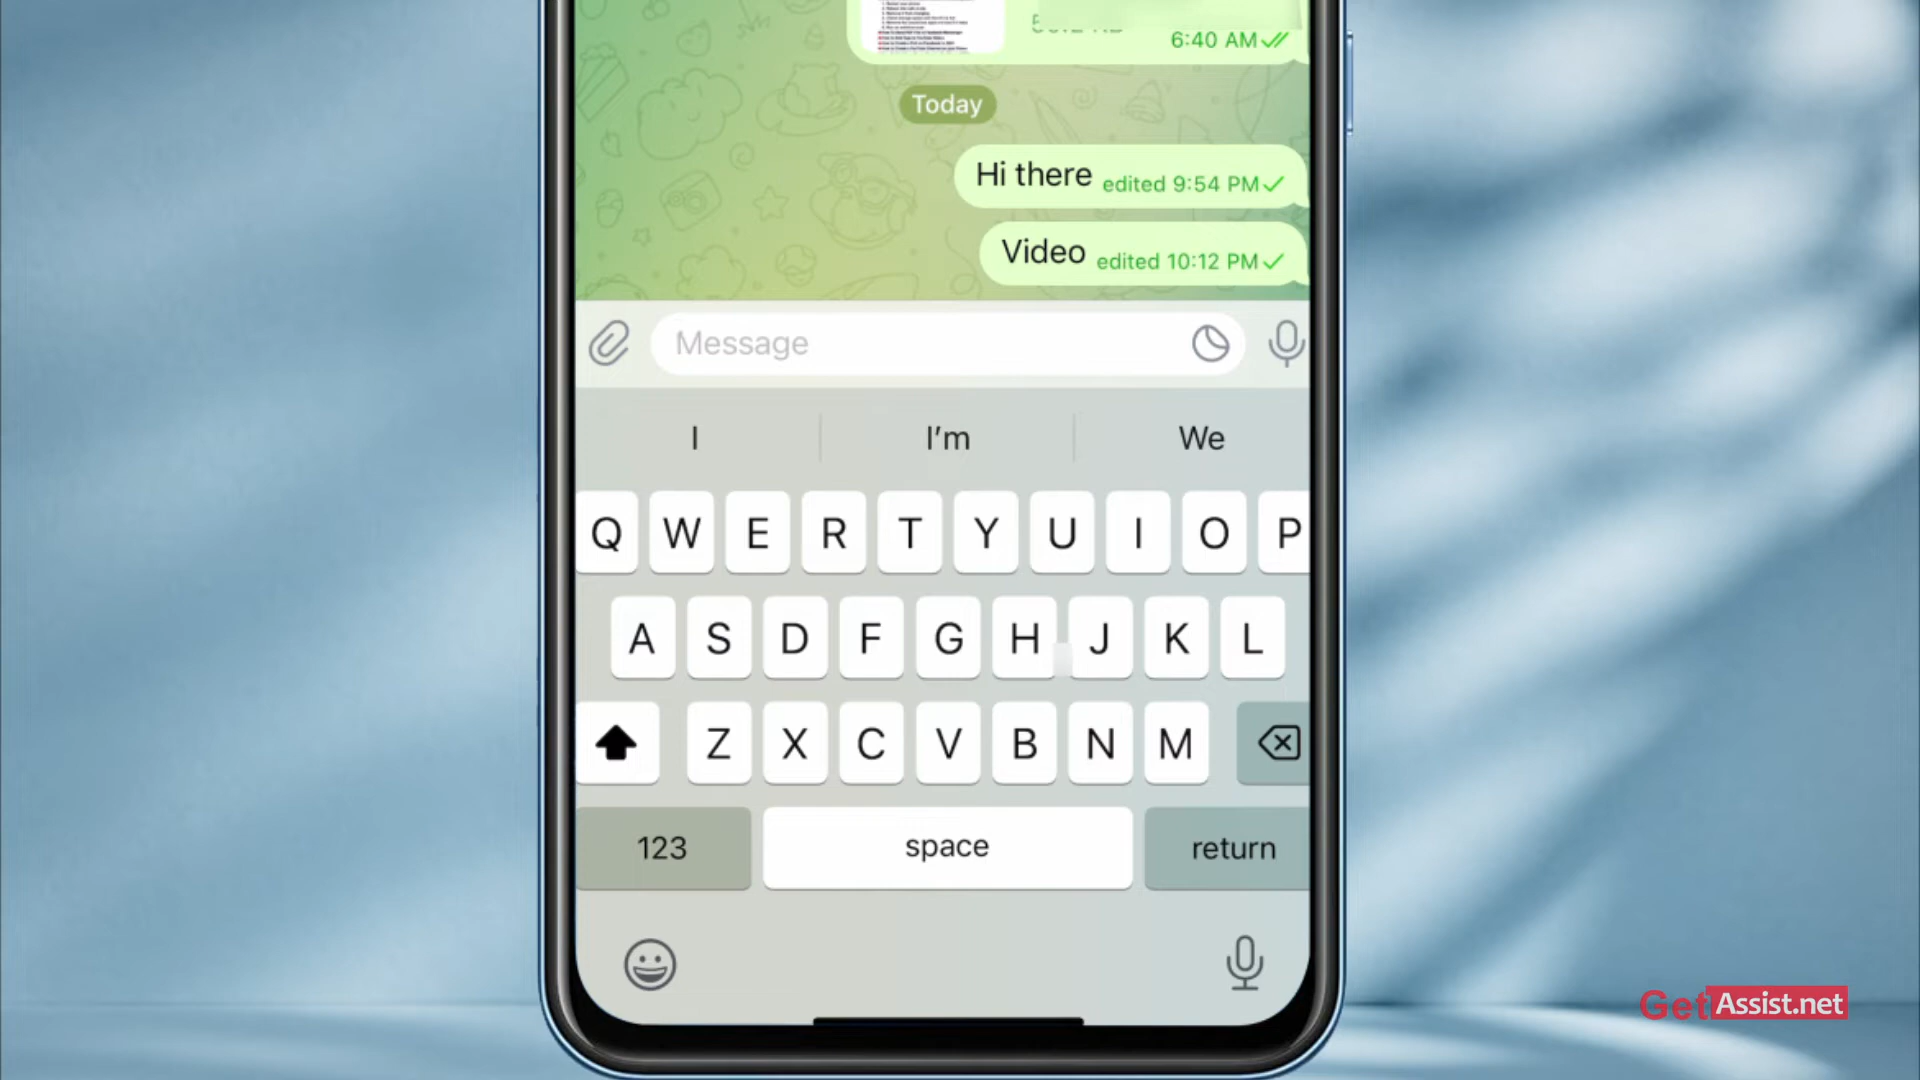 6:40 AM
Today
Hi there edited 9:54 PM
Video edited 10:12 PM
Message
I I’m We
Q W E R T Y U I O P
A S D F G H J K L
Z X C V B N M
123 space return
GetAssist.net